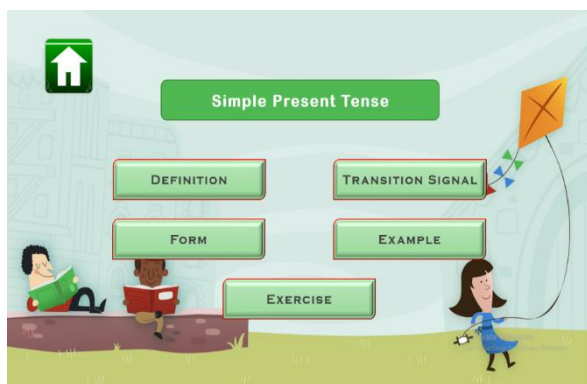 Simple Present Tense
DEFINITION
TRANSITION SIGNAL
FORM
EXAMPLE
EXERCISE